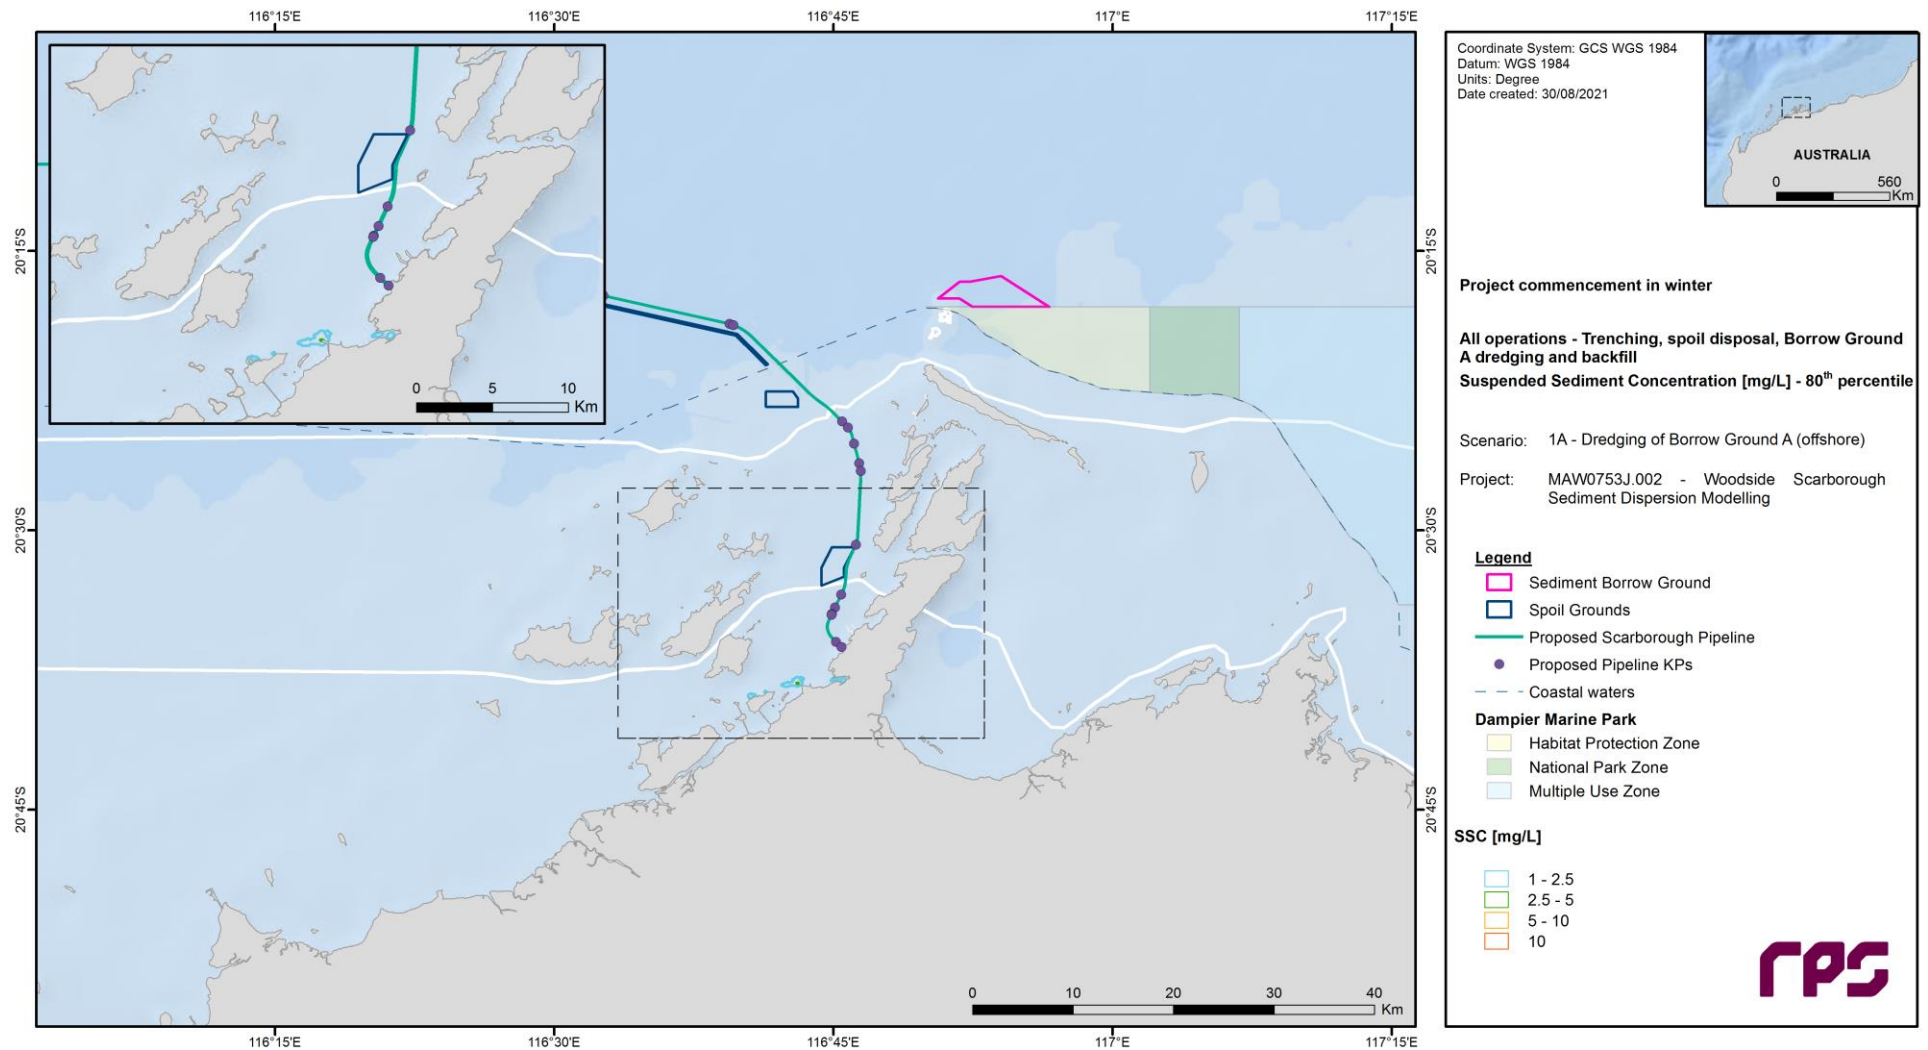 116°15'E
116°30'E
116°45'E
117°E
117°15'E
20°15'S
20°30'S
20°45'S
0 5 10
Km
0 10 20 30 40
Km
20°15'S
20°30'S
20°45'S
116°15'E
116°30'E
116°45'E
117°E
117°15'E
Coordinate System: GCS WGS 1984
Datum: WGS 1984
Units: Degree
Date created: 30/08/2021
AUSTRALIA
0 560
Km
Project commencement in winter
All operations - Trenching, spoil disposal, Borrow Ground
A dredging and backfill
Suspended Sediment Concentration [mg/L] - 80th percentile
Scenario: 1A - Dredging of Borrow Ground A (offshore)
Project: MAW0753J.002 - Woodside Scarborough
Sediment Dispersion Modelling
Legend
Sediment Borrow Ground
Spoil Grounds
Proposed Scarborough Pipeline
Proposed Pipeline KPs
Coastal waters
Dampier Marine Park
Habitat Protection Zone
National Park Zone
Multiple Use Zone
SSC [mg/L]
1 - 2.5
2.5 - 5
5 - 10
10
rps